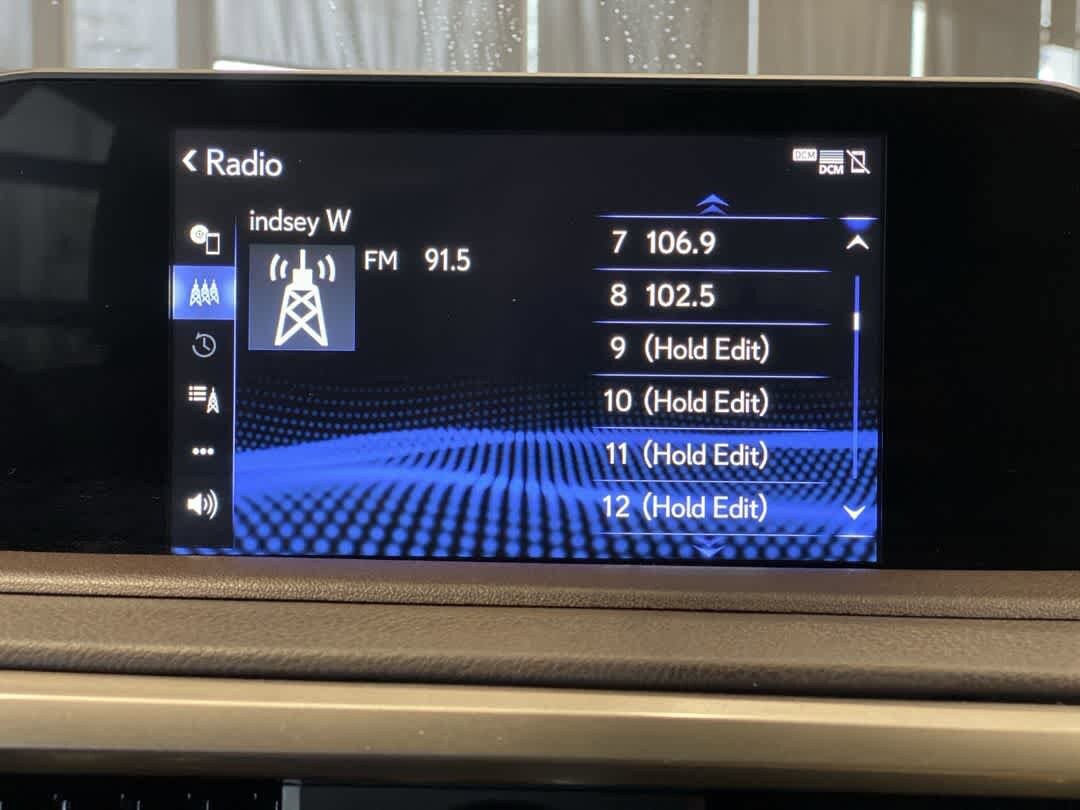 Radio
DCM
DCM
indsey W
FM 91.5
7 106.9
8 102.5
9 (Hold Edit)
10 (Hold Edit)
11 (Hold Edit)
12 (Hold Edit)